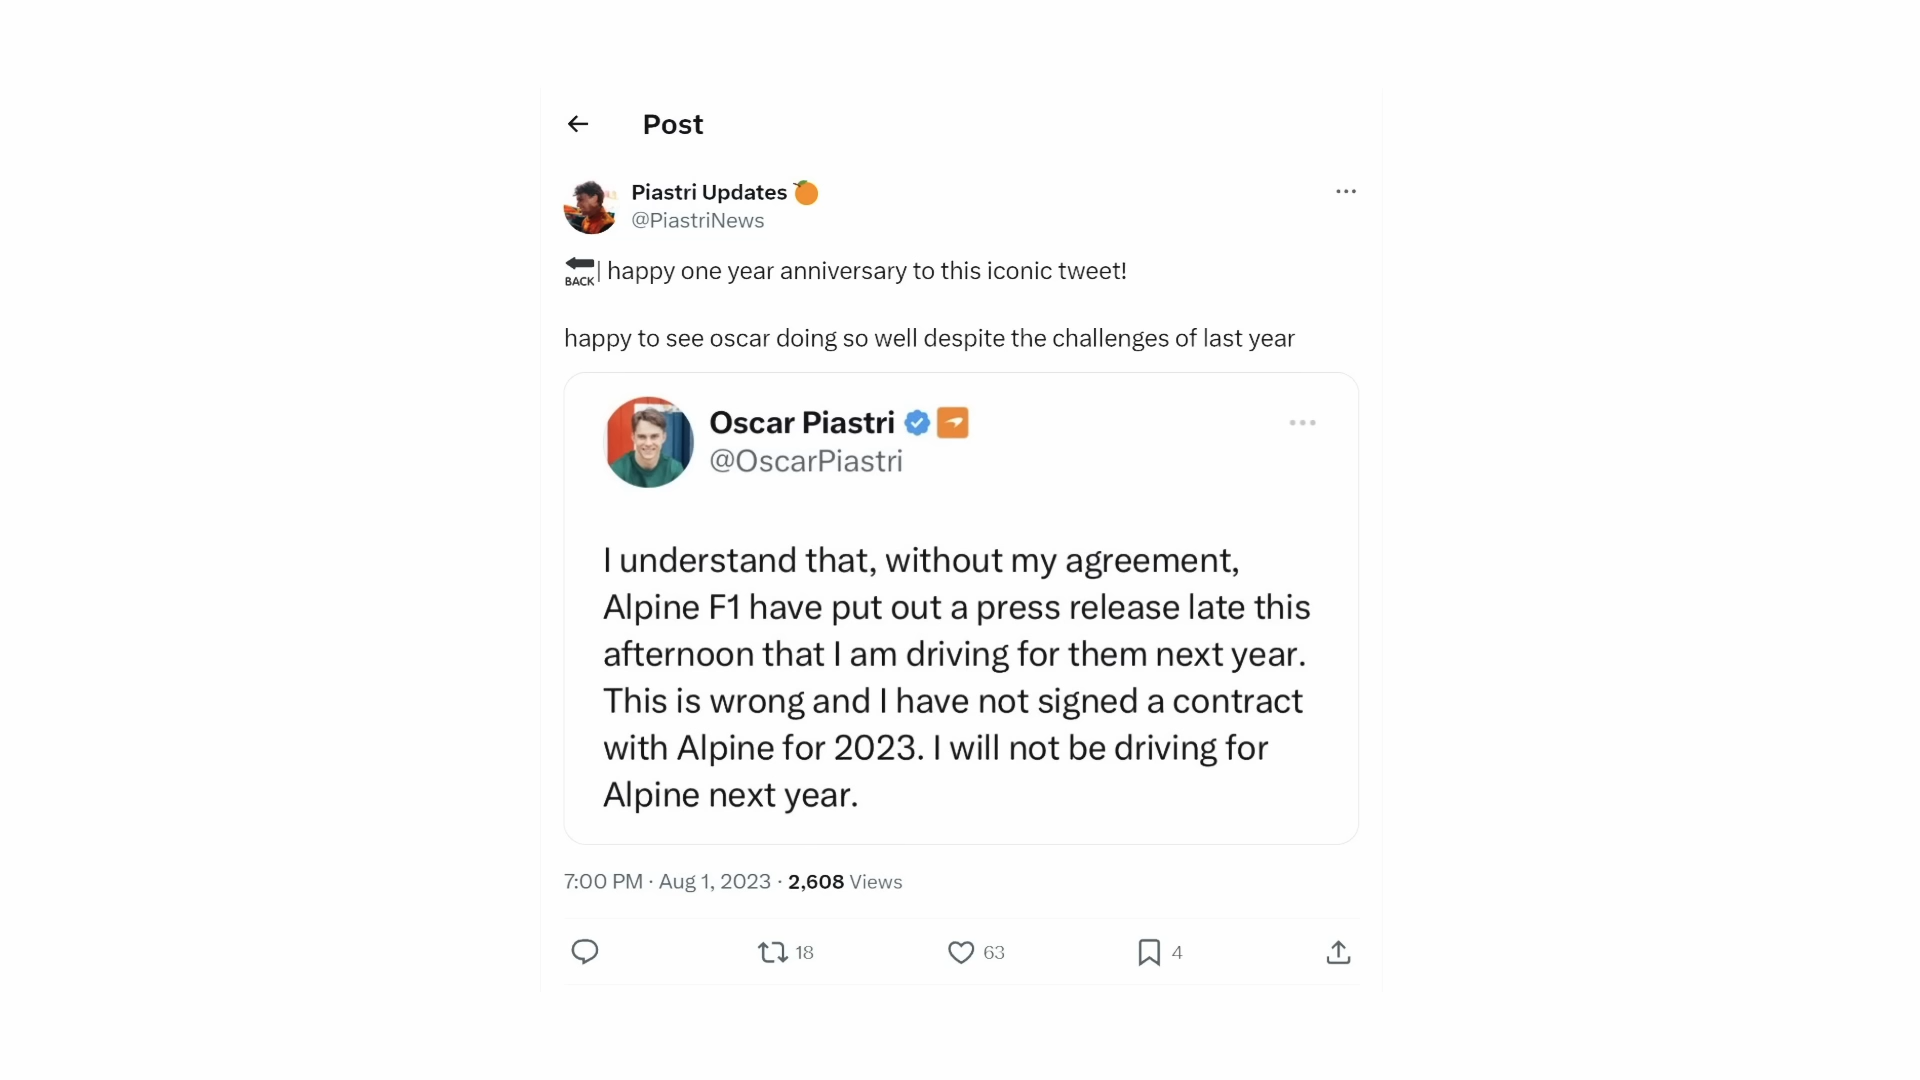 Post
Piastri Updates
@PiastriNews
BACK| happy one year anniversary to this iconic tweet!
happy to see oscar doing so well despite the challenges of last year
Oscar Piastri
@OscarPiastri
I understand that, without my agreement,
Alpine F1 have put out a press release late this
afternoon that I am driving for them next year.
This is wrong and I have not signed a contract
with Alpine for 2023. I will not be driving for
Alpine next year.
7:00 PM · Aug 1, 2023 · 2,608 Views
18 63 4